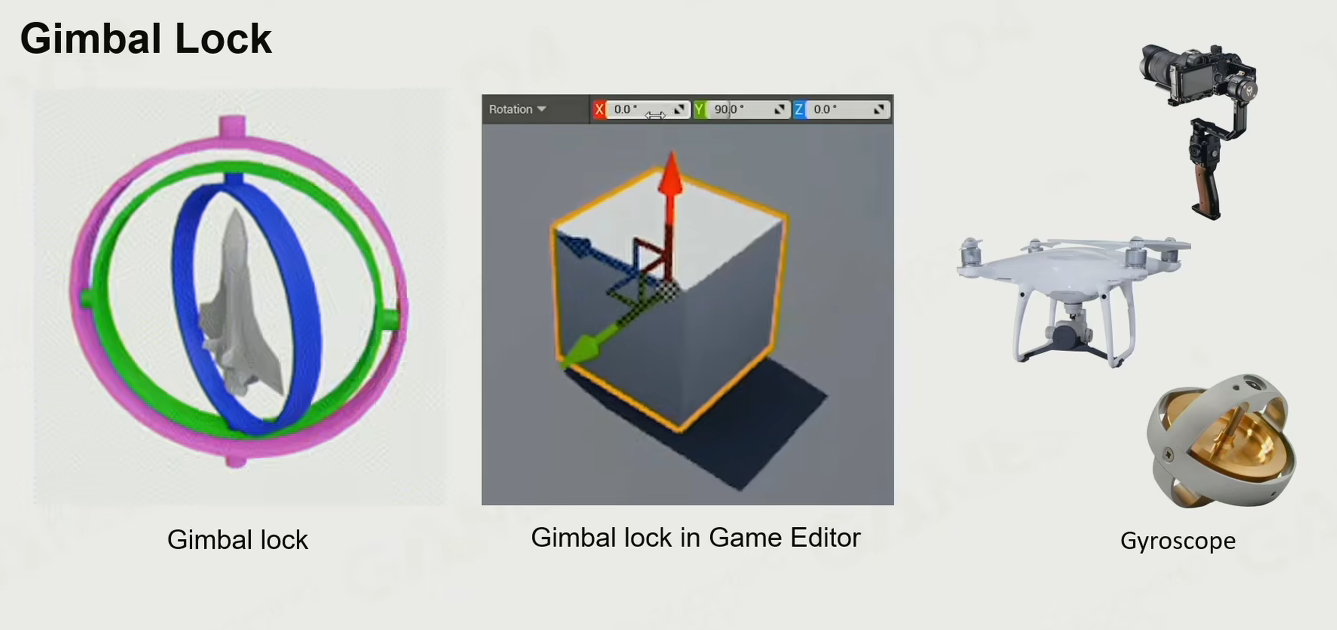 Gimbal Lock
Rotation X 0.0 ° Y 90.0 ° Z 0.0 °
Gimbal lock
Gimbal lock in Game Editor
Gyroscope